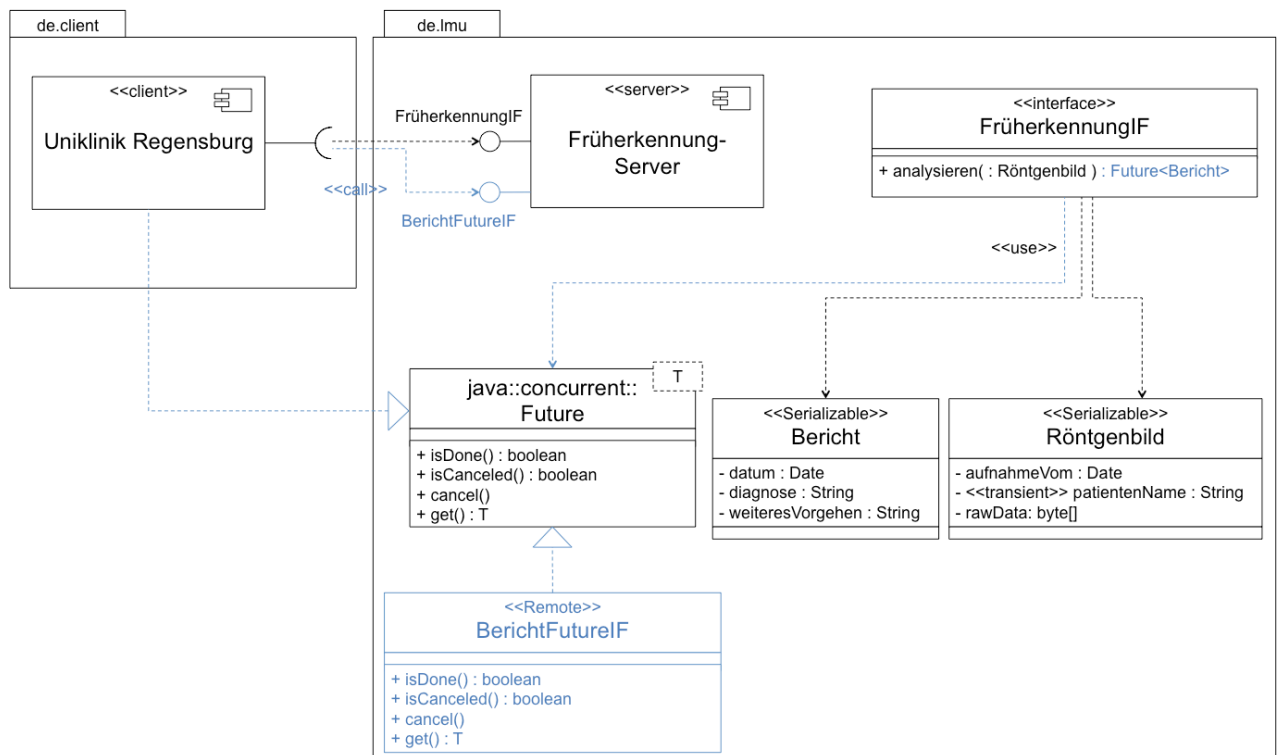 de.client
<<client>>
Uniklinik Regensburg
de.lmu
FrüherkennungIF
<<call>>
BerichtFutureIF
<<server>>
Früherkennung-
Server
<<interface>>
FrüherkennungIF
+ analysieren( : Röntgenbild ) : Future<Bericht>
<<use>>
T
java::concurrent::
Future
+ isDone() : boolean
+ isCanceled() : boolean
+ cancel()
+ get() : T
<<Serializable>>
Bericht
- datum : Date
- diagnose : String
- weiteresVorgehen : String
<<Serializable>>
Röntgenbild
- aufnahmeVom : Date
- <<transient>> patientenName : String
- rawData: byte[]
<<Remote>>
BerichtFutureIF
+ isDone() : boolean
+ isCanceled() : boolean
+ cancel()
+ get() : T